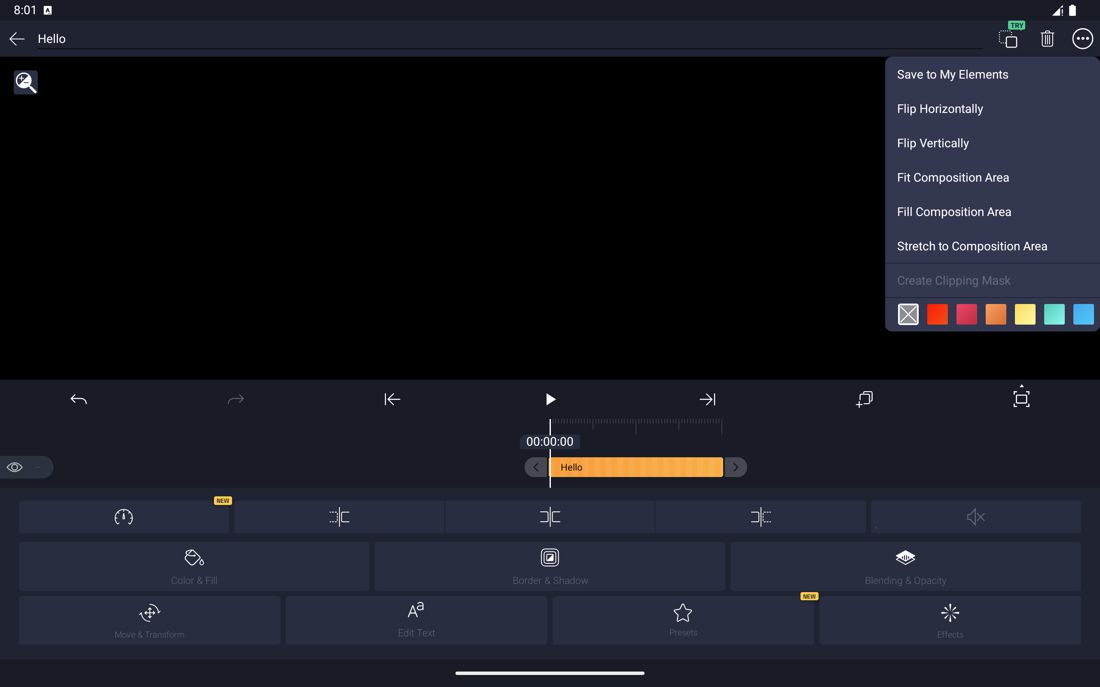 8:01 A
Hello
TRY
Save to My Elements
Flip Horizontally
Flip Vertically
Fit Composition Area
Fill Composition Area
Stretch to Composition Area
Create Clipping Mask
00:00:00
Hello
NEW
Color & Fill
Border & Shadow
Blending & Opacity
NEW
Move & Transform
Aa
Edit Text
Presets
Effects